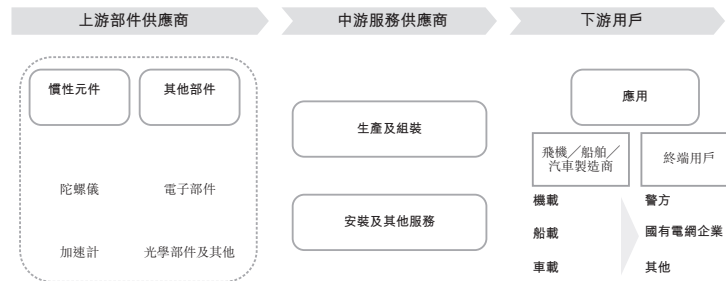 上游部件供應商
中游服務供應商
下游用戶
慣性元件
其他部件
陀螺儀
電子部件
加速計
光學部件及其他
生產及組裝
安裝及其他服務
應用
飛機╱船舶╱
汽車製造商
終端用戶
機載
警方
船載
國有電網企業
車載
其他